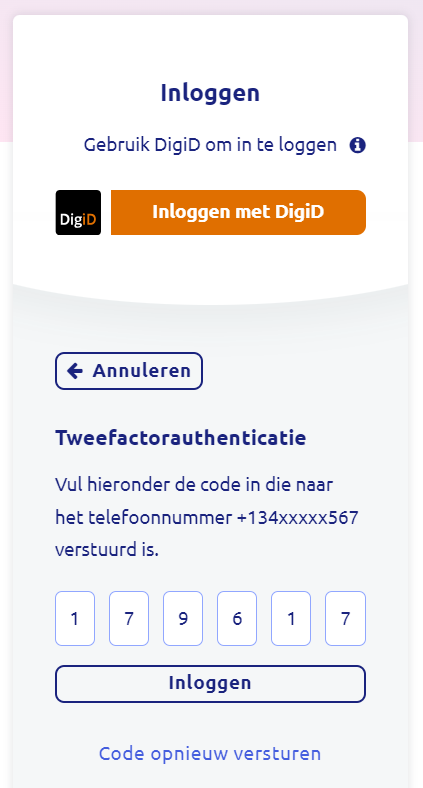 Inloggen
Gebruik DigiD om in te loggen
DigiD
Inloggen met DigiD
Annuleren
Tweefactorauthenticatie
Vul hieronder de code in die naar
het telefoonnummer +134xxxxx567
verstuurd is.
1 7 9 6 1 7
Inloggen
Code opnieuw versturen